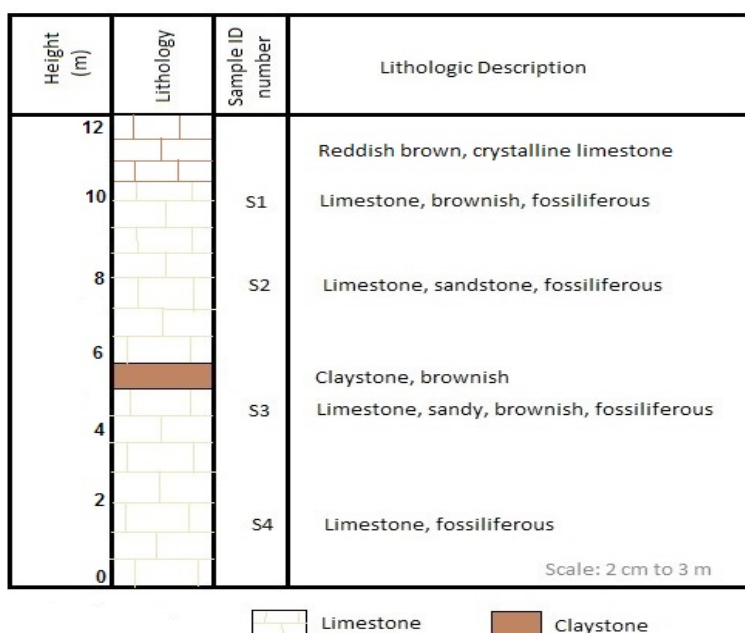 Height
(m)
Lithology
Sample ID
number
Lithologic Description
12
Reddish brown, crystalline limestone
10
S1
Limestone, brownish, fossiliferous
8
S2
Limestone, sandstone, fossiliferous
6
Claystone, brownish
S3
Limestone, sandy, brownish, fossiliferous
4
2
S4
Limestone, fossiliferous
0
Scale: 2 cm to 3 m
Limestone
Claystone